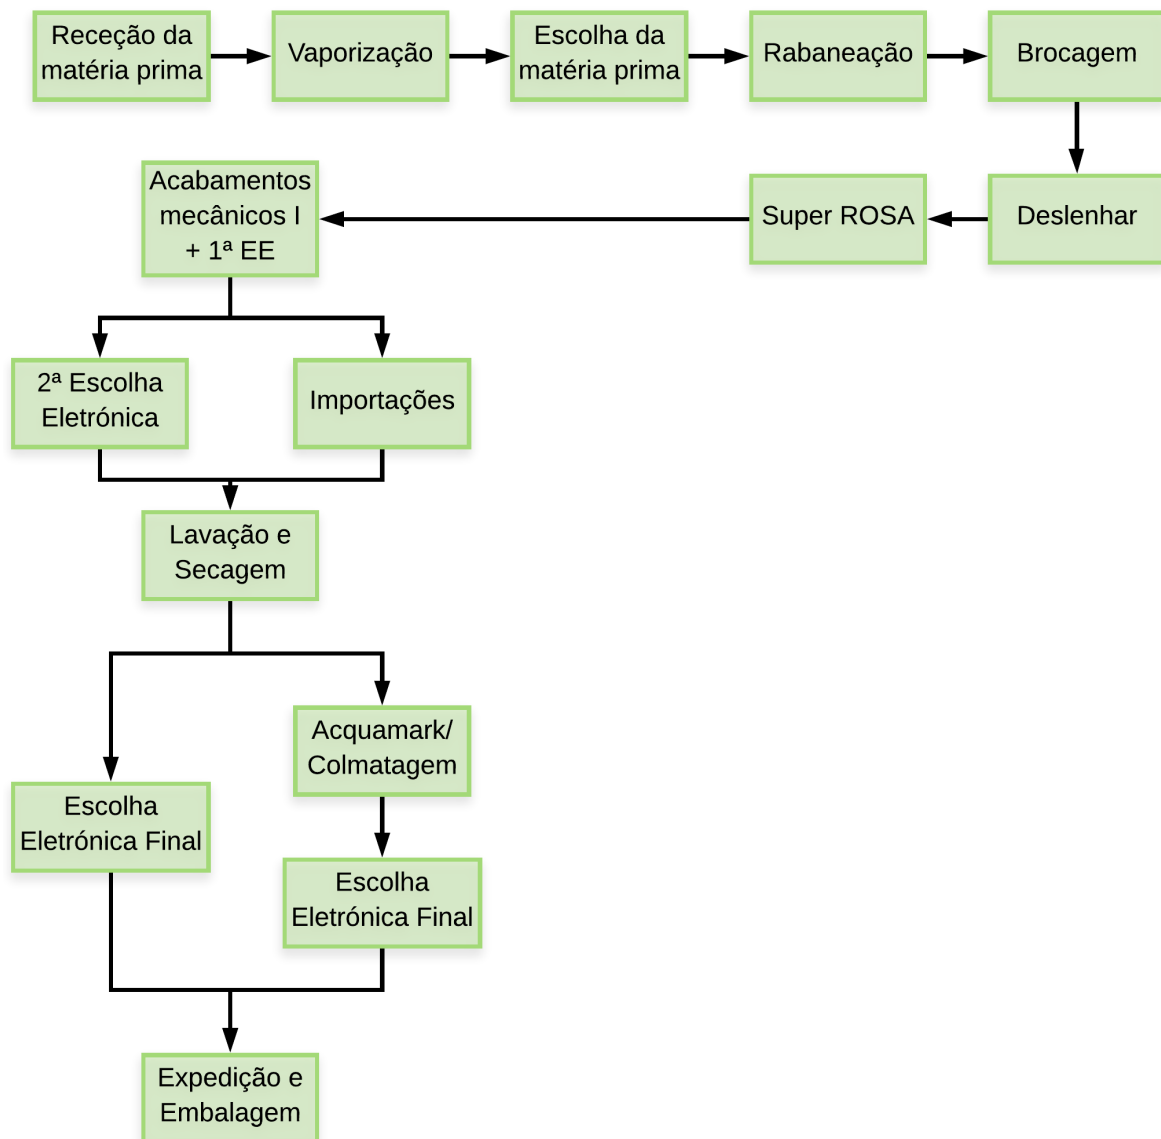 Receção da
matéria prima
Vaporização
Escolha da
matéria prima
Rabaneação
Brocagem
Deslenhar
Super ROSA
Acabamentos
mecânicos I
+ 1ª EE
2ª Escolha
Eletrónica
Importações
Lavação e
Secagem
Acquamark/
Colmatagem
Escolha
Eletrónica Final
Escolha
Eletrónica Final
Expedição e
Embalagem